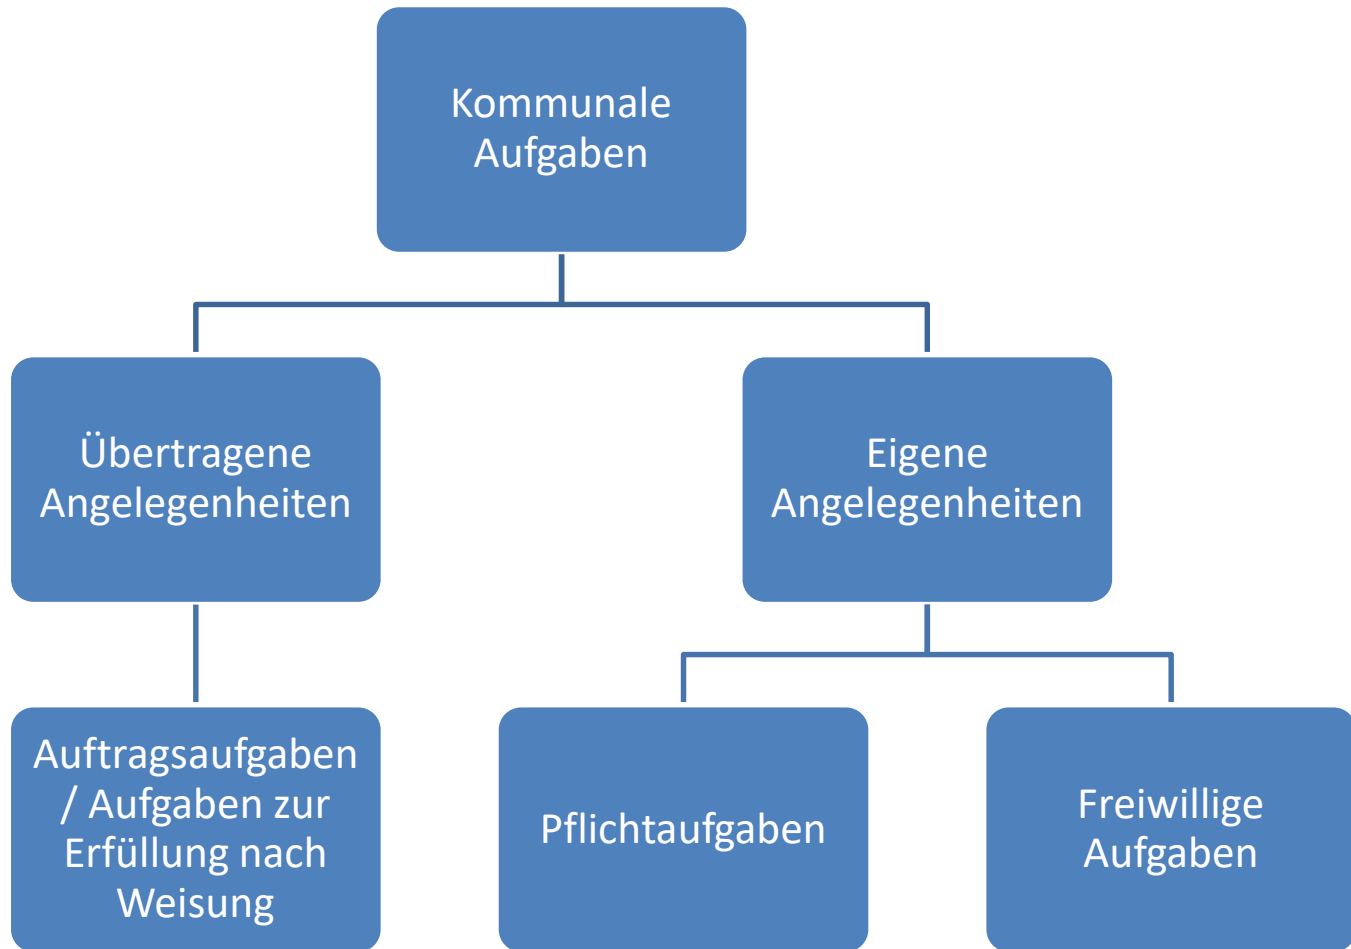 Kommunale
Aufgaben
Übertragene
Angelegenheiten
Eigene
Angelegenheiten
Auftragsaufgaben
/ Aufgaben zur
Erfüllung nach
Weisung
Pflichtaufgaben
Freiwillige
Aufgaben